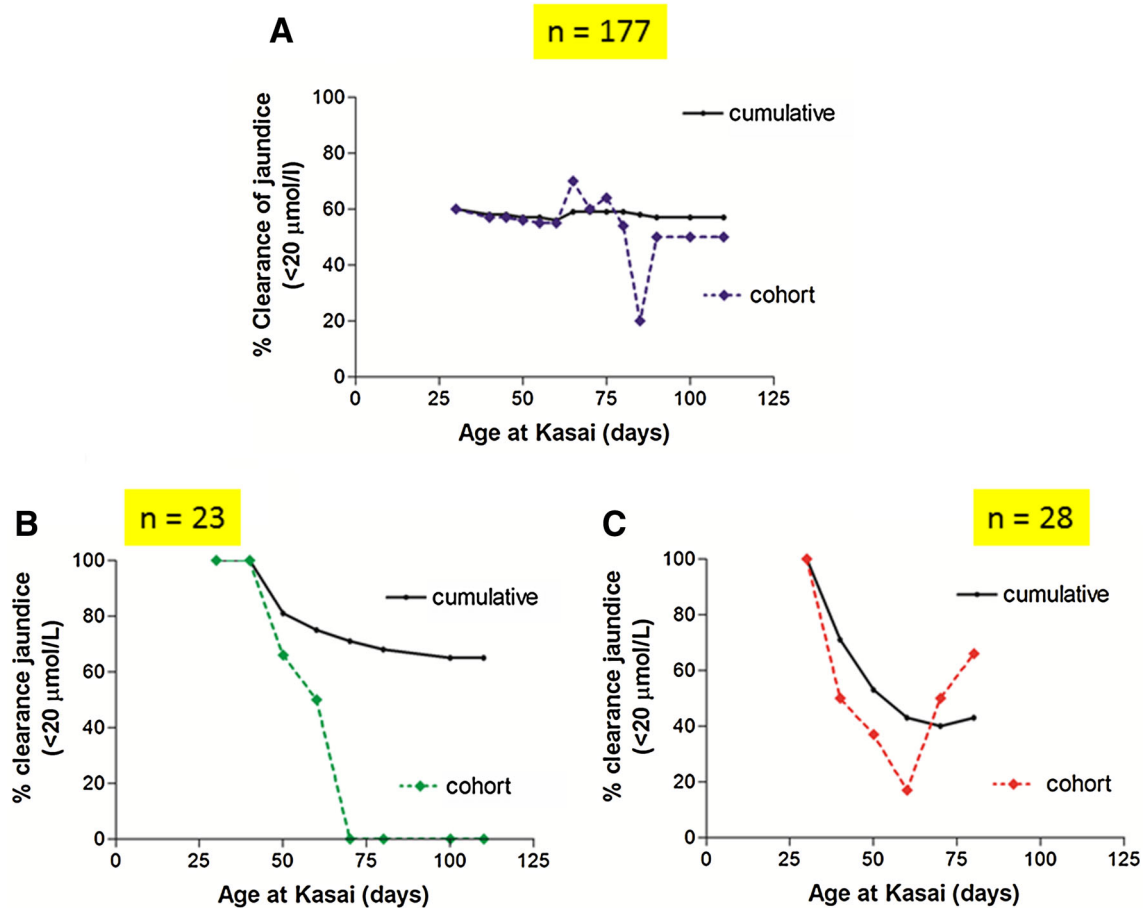 A
n = 177
% Clearance of jaundice
(<20 μmol/l)
100
80
60
40
20
0
cumulative
cohort
0 25 50 75 100 125
Age at Kasai (days)
B
n = 23
% clearance jaundice
(<20 μmol/L)
100
80
60
40
20
0
cumulative
cohort
0 25 50 75 100 125
Age at Kasai (days)
C
n = 28
% clearance jaundice
(<20 μmol/L)
100
80
60
40
20
0
cumulative
cohort
0 25 50 75 100 125
Age at Kasai (days)